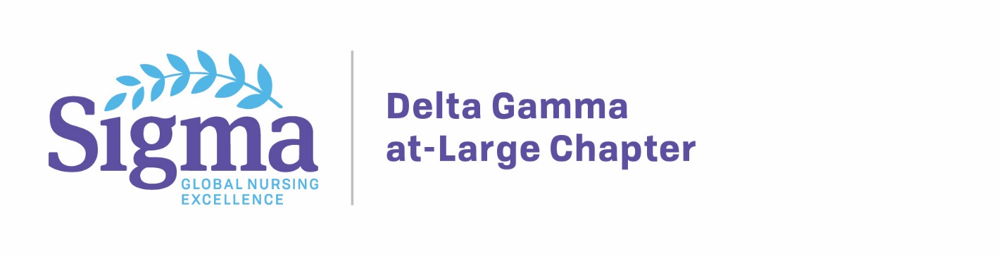 Sigma
GLOBAL NURSING
EXCELLENCE
Delta Gamma
at-Large Chapter